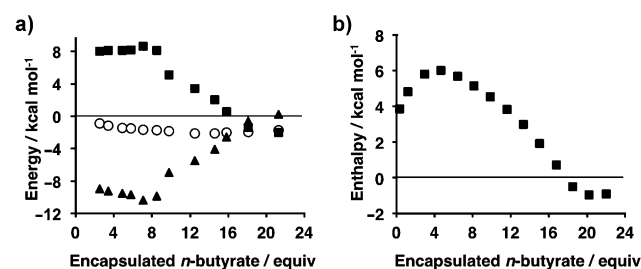 a)
Energy / kcal mol⁻¹
8
4
0
−4
−8
−12
0 4 8 12 16 20 24
Encapsulated n-butyrate / equiv
b)
Enthalpy / kcal mol⁻¹
8
6
4
2
0
−2
0 4 8 12 16 20 24
Encapsulated n-butyrate / equiv